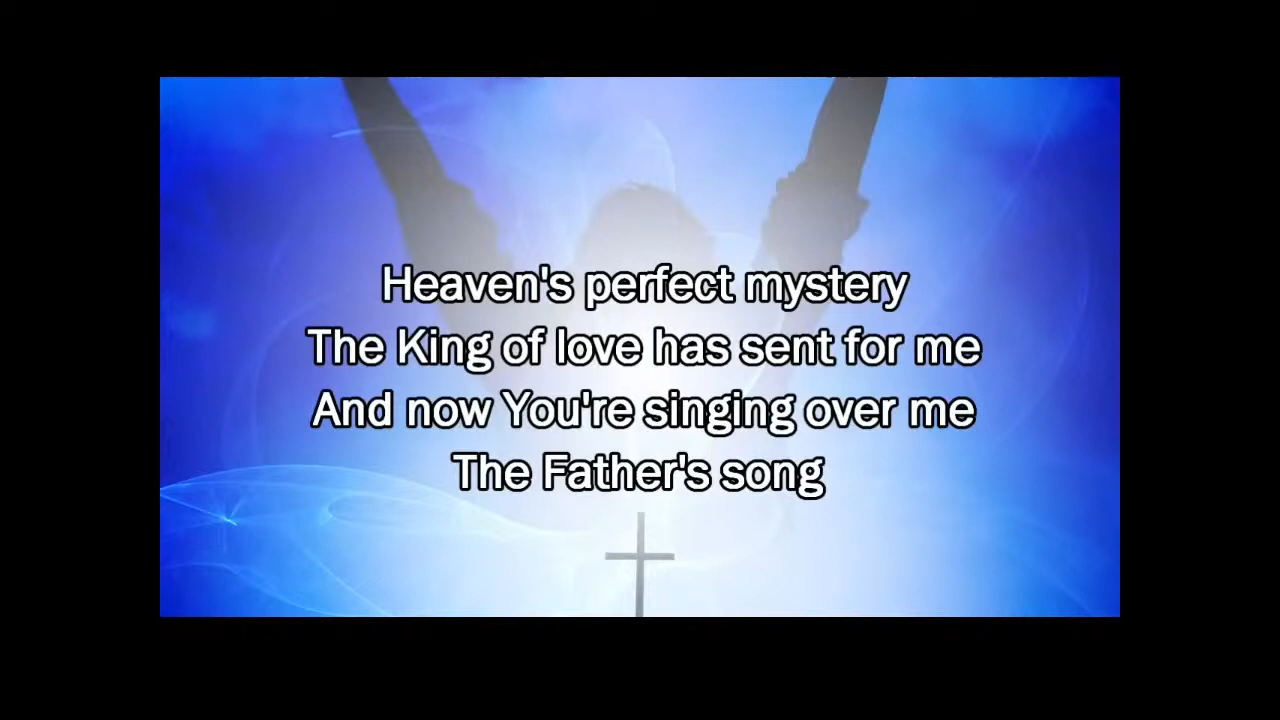 Heaven's perfect mystery
The King of love has sent for me
And now You're singing over me
The Father's song